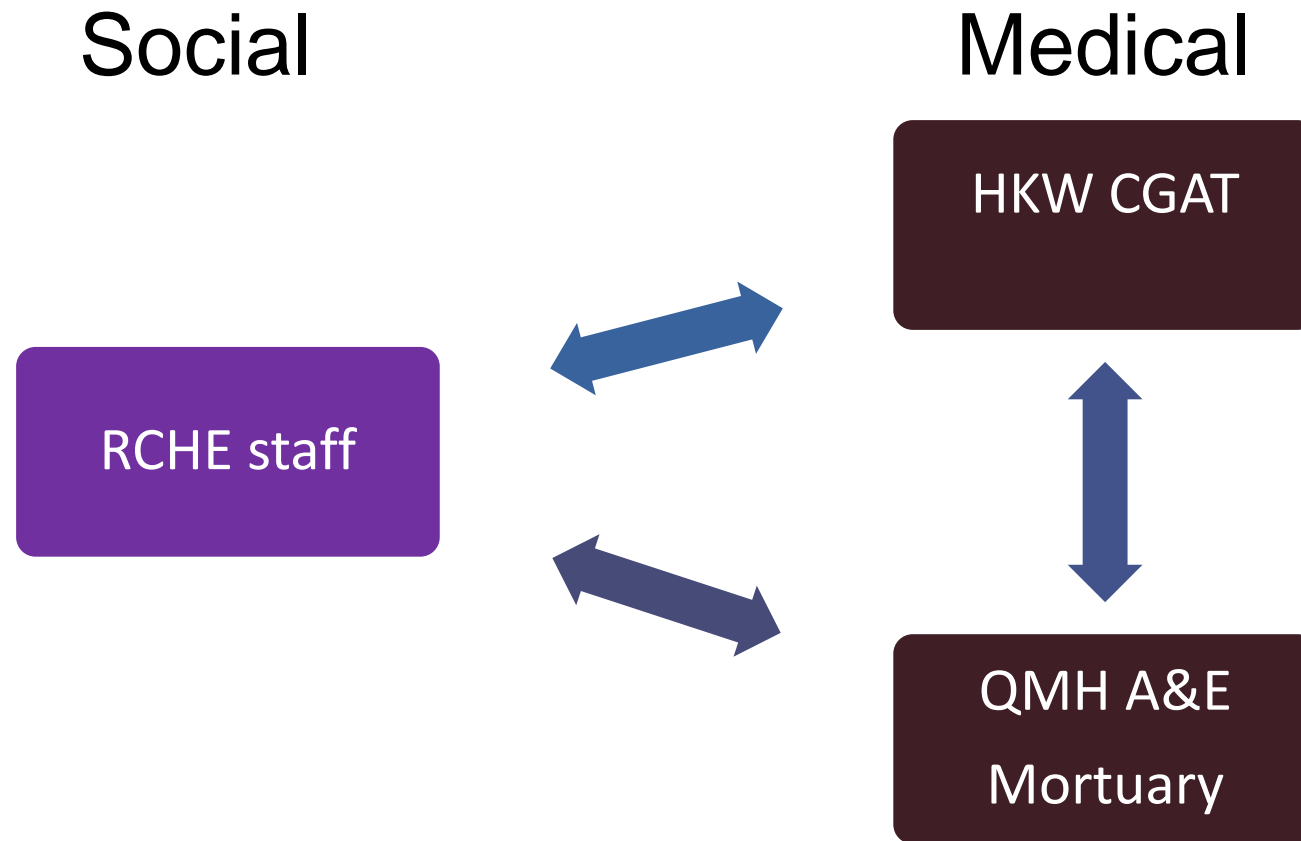 Social
Medical
HKW CGAT
RCHE staff
QMH A&E
Mortuary